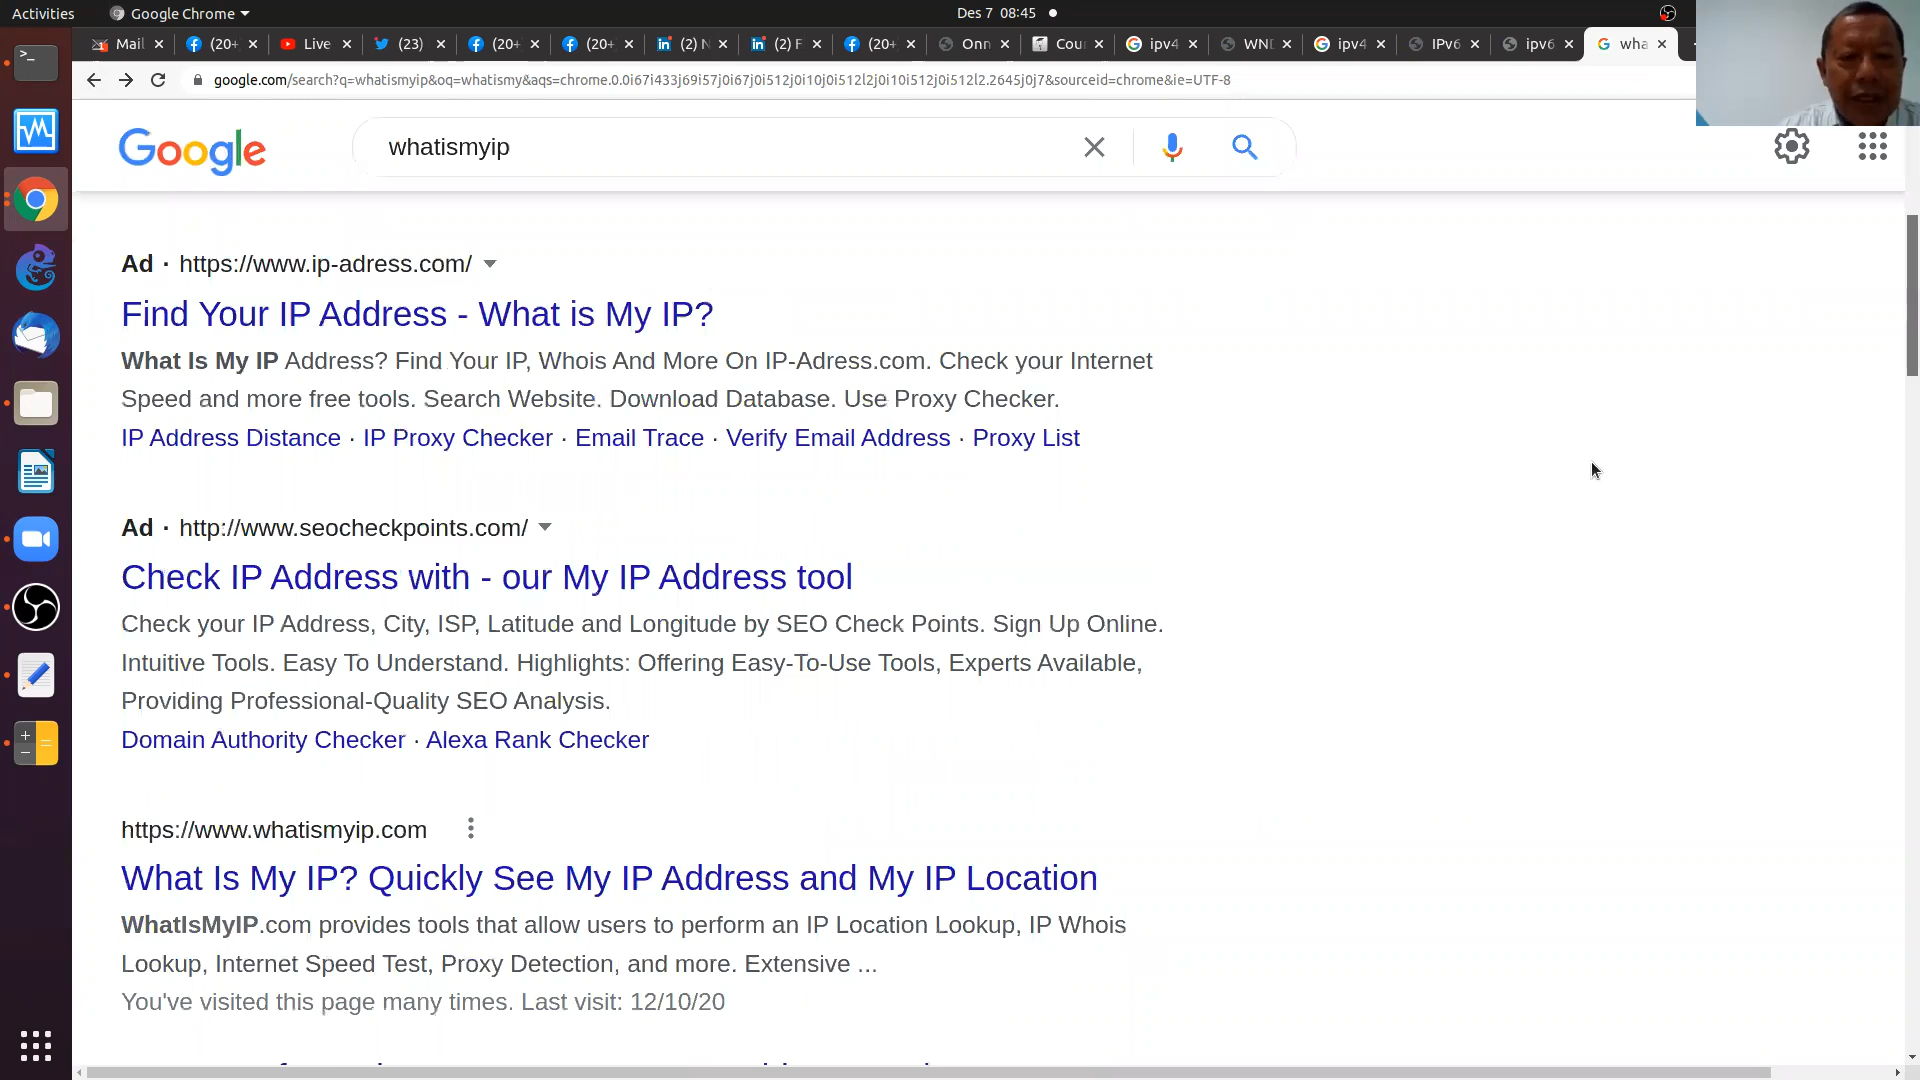 Activities
Google Chrome
Des 7 08:45
Mail
(20+
Live
(23)
(20+
(20+
(2) N
(2) F
(20+
Onn
Cou
ipv4
WND
ipv4
IPv6
ipv6
wha
google.com/search?q=whatismyip&oq=whatismy&aqs=chrome.0.0i67i433j69i57j0i67j0i512j0i10j0i512l2j0i10i512j0i512l2.2645j0j7&sourceid=chrome&ie=UTF-8
Google
whatismyip
Ad · https://www.ip-adress.com/
Find Your IP Address - What is My IP?
What Is My IP Address? Find Your IP, Whois And More On IP-Adress.com. Check your Internet
Speed and more free tools. Search Website. Download Database. Use Proxy Checker.
IP Address Distance · IP Proxy Checker · Email Trace · Verify Email Address · Proxy List
Ad · http://www.seocheckpoints.com/
Check IP Address with - our My IP Address tool
Check your IP Address, City, ISP, Latitude and Longitude by SEO Check Points. Sign Up Online.
Intuitive Tools. Easy To Understand. Highlights: Offering Easy-To-Use Tools, Experts Available,
Providing Professional-Quality SEO Analysis.
Domain Authority Checker · Alexa Rank Checker
https://www.whatismyip.com
What Is My IP? Quickly See My IP Address and My IP Location
WhatIsMyIP.com provides tools that allow users to perform an IP Location Lookup, IP Whois
Lookup, Internet Speed Test, Proxy Detection, and more. Extensive ...
You've visited this page many times. Last visit: 12/10/20